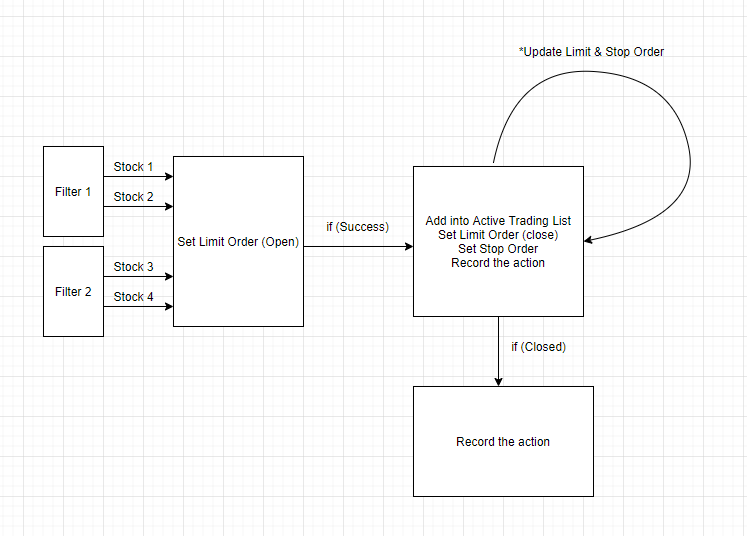 *Update Limit & Stop Order
Filter 1
Stock 1
Stock 2
Filter 2
Stock 3
Stock 4
Set Limit Order (Open)
if (Success)
Add into Active Trading List
Set Limit Order (close)
Set Stop Order
Record the action
if (Closed)
Record the action